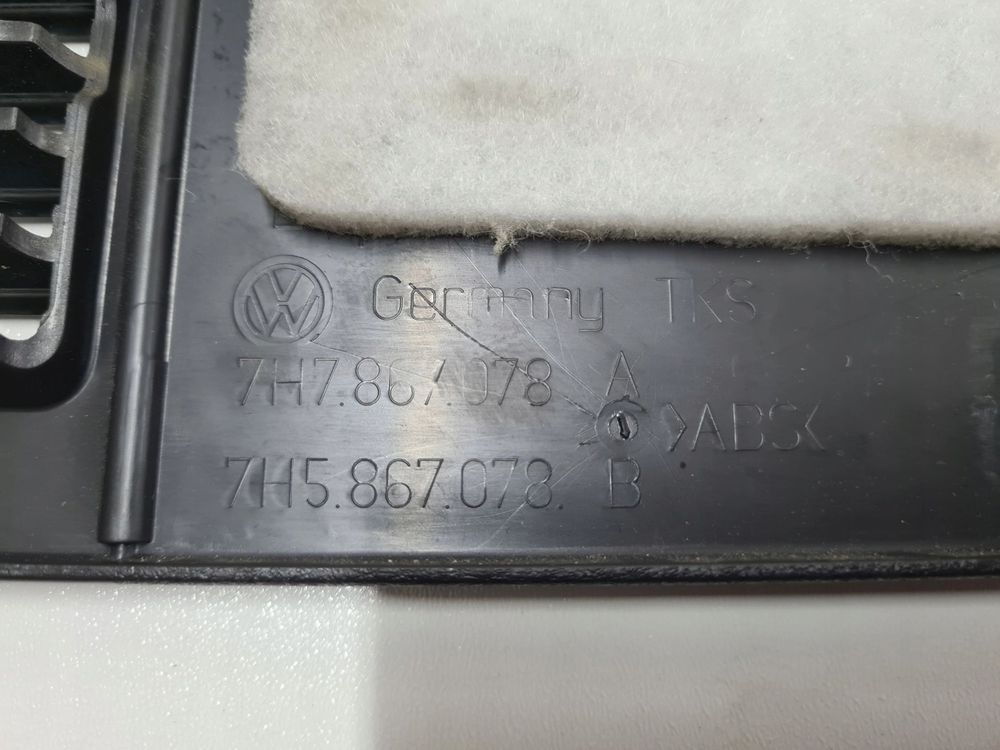 Germany TKS
7H7.867.078 A
>ABS<
7H5.867.078. B